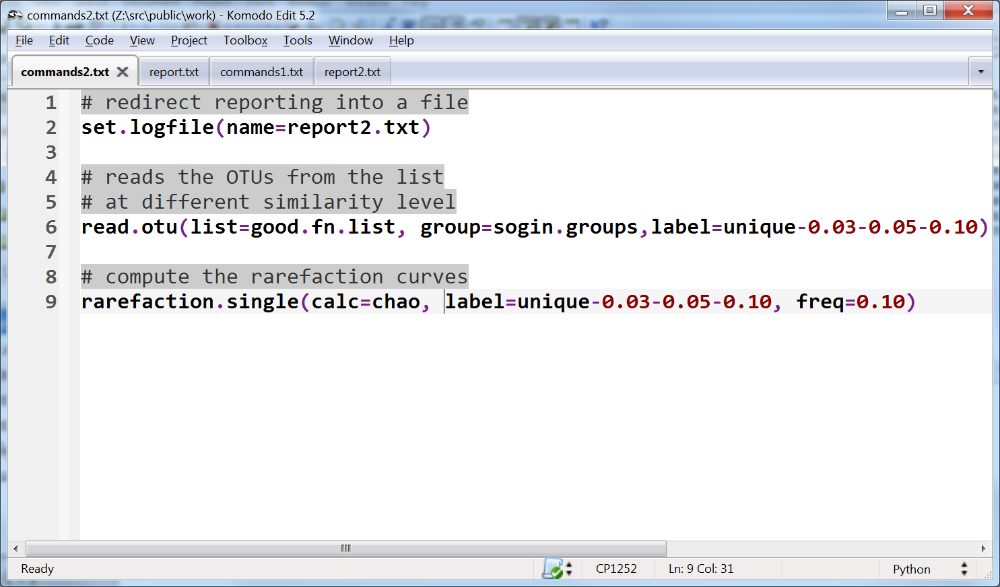 commands2.txt (Z:\src\public\work) - Komodo Edit 5.2
File Edit Code View Project Toolbox Tools Window Help
commands2.txt report.txt commands1.txt report2.txt
1 # redirect reporting into a file
2 set.logfile(name=report2.txt)
3
4 # reads the OTUs from the list
5 # at different similarity level
6 read.otu(list=good.fn.list, group=sogin.groups,label=unique-0.03-0.05-0.10)
7
8 # compute the rarefaction curves
9 rarefaction.single(calc=chao, label=unique-0.03-0.05-0.10, freq=0.10)
Ready CP1252 Ln: 9 Col: 31 Python